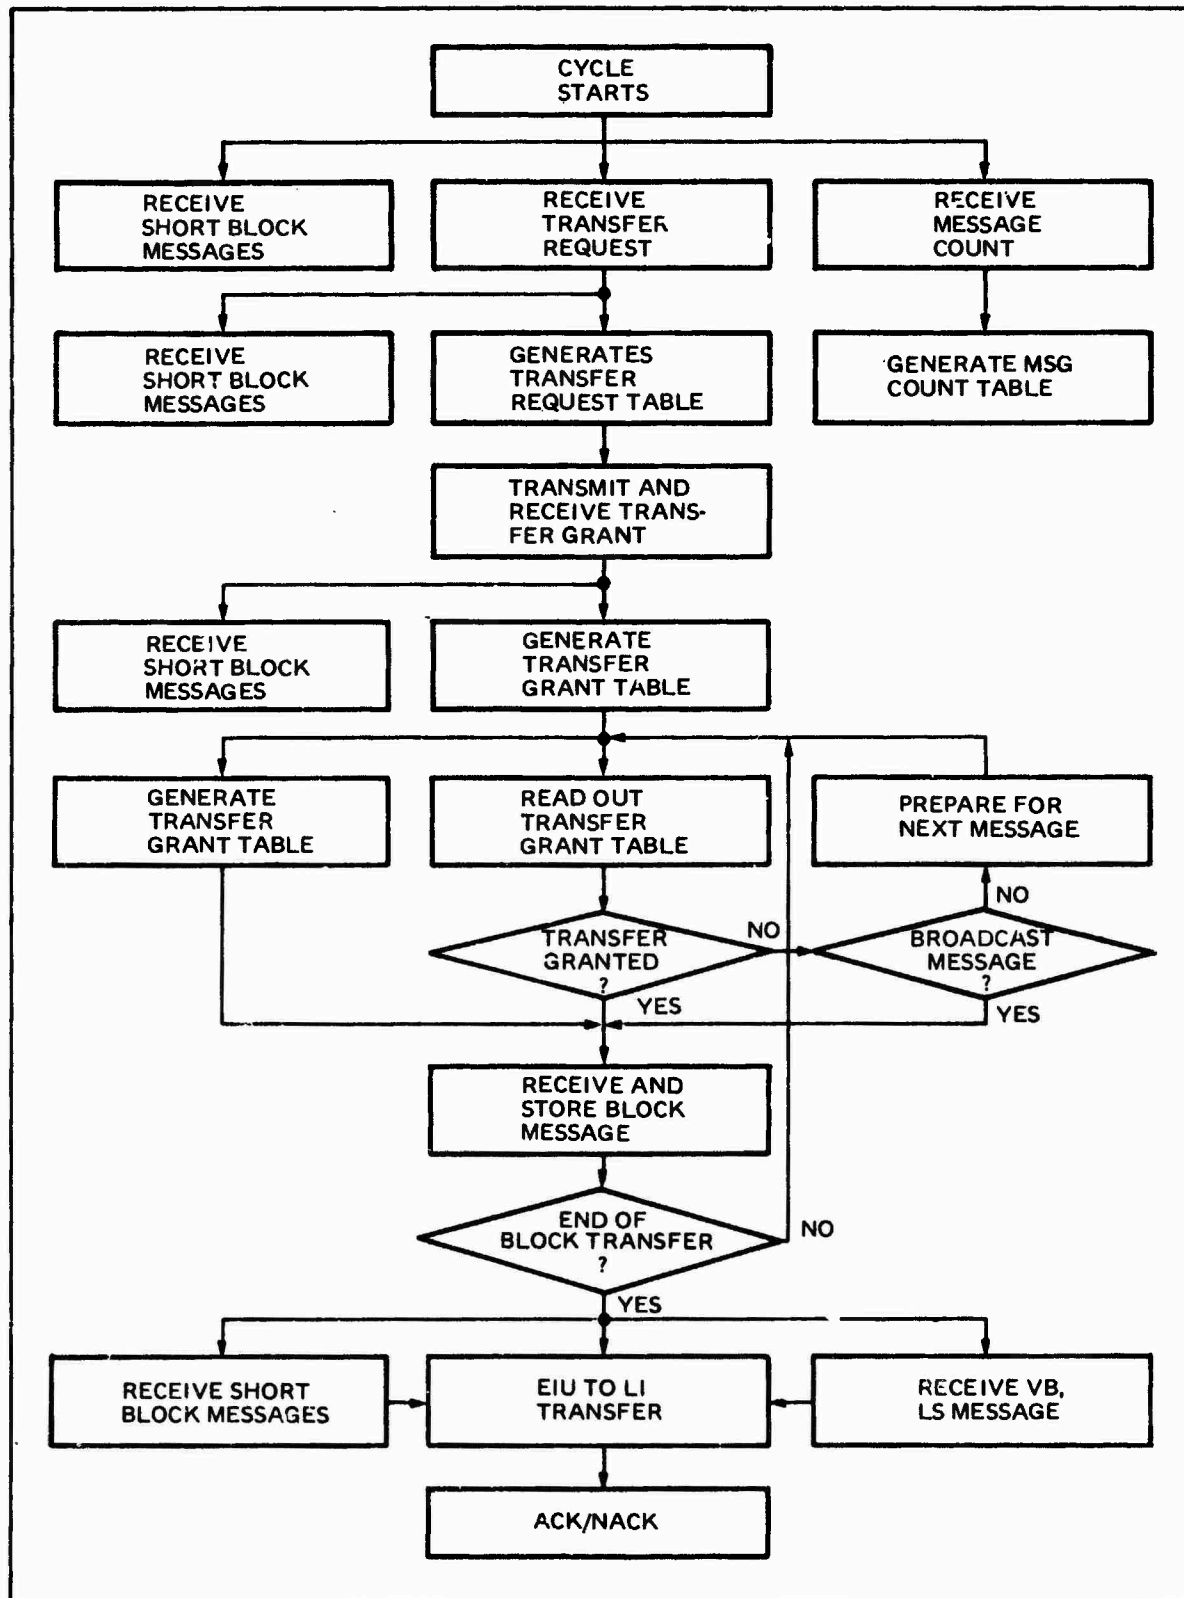 CYCLE
STARTS
RECEIVE
SHORT BLOCK
MESSAGES
RECEIVE
TRANSFER
REQUEST
RECEIVE
MESSAGE
COUNT
RECEIVE
SHORT BLOCK
MESSAGES
GENERATES
TRANSFER
REQUEST TABLE
GENERATE MSG
COUNT TABLE
TRANSMIT AND
RECEIVE TRANS-
FER GRANT
RECEIVE
SHORT BLOCK
MESSAGES
GENERATE
TRANSFER
GRANT TABLE
GENERATE
TRANSFER
GRANT TABLE
READ OUT
TRANSFER
GRANT TABLE
PREPARE FOR
NEXT MESSAGE
NO
TRANSFER
GRANTED
?
NO
BROADCAST
MESSAGE
?
YES
YES
RECEIVE AND
STORE BLOCK
MESSAGE
END OF
BLOCK TRANSFER
?
NO
YES
RECEIVE SHORT
BLOCK MESSAGES
EIU TO LI
TRANSFER
RECEIVE VB,
LS MESSAGE
ACK/NACK